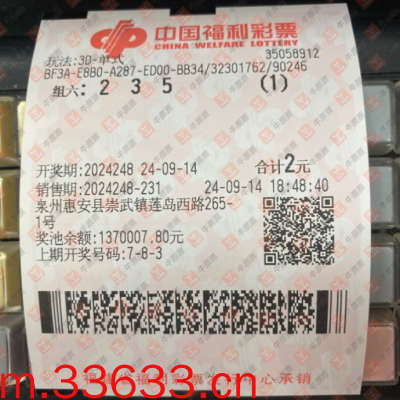 中国福利彩票
CHINA WELFARE LOTTERY
玩法:3D-单式 35058912
BF3A-E8B0-A287-ED00-BB34/32301762/90246
组六: 2 3 5 (1)
开奖期:2024248 24-09-14 合计2元
销售期:2024248-231 24-09-14 18:48:40
泉州惠安县崇武镇莲岛西路265-
1号
奖池余额:1370007.80元
上期开奖号码:7-8-3
m.33633.cn
心承销